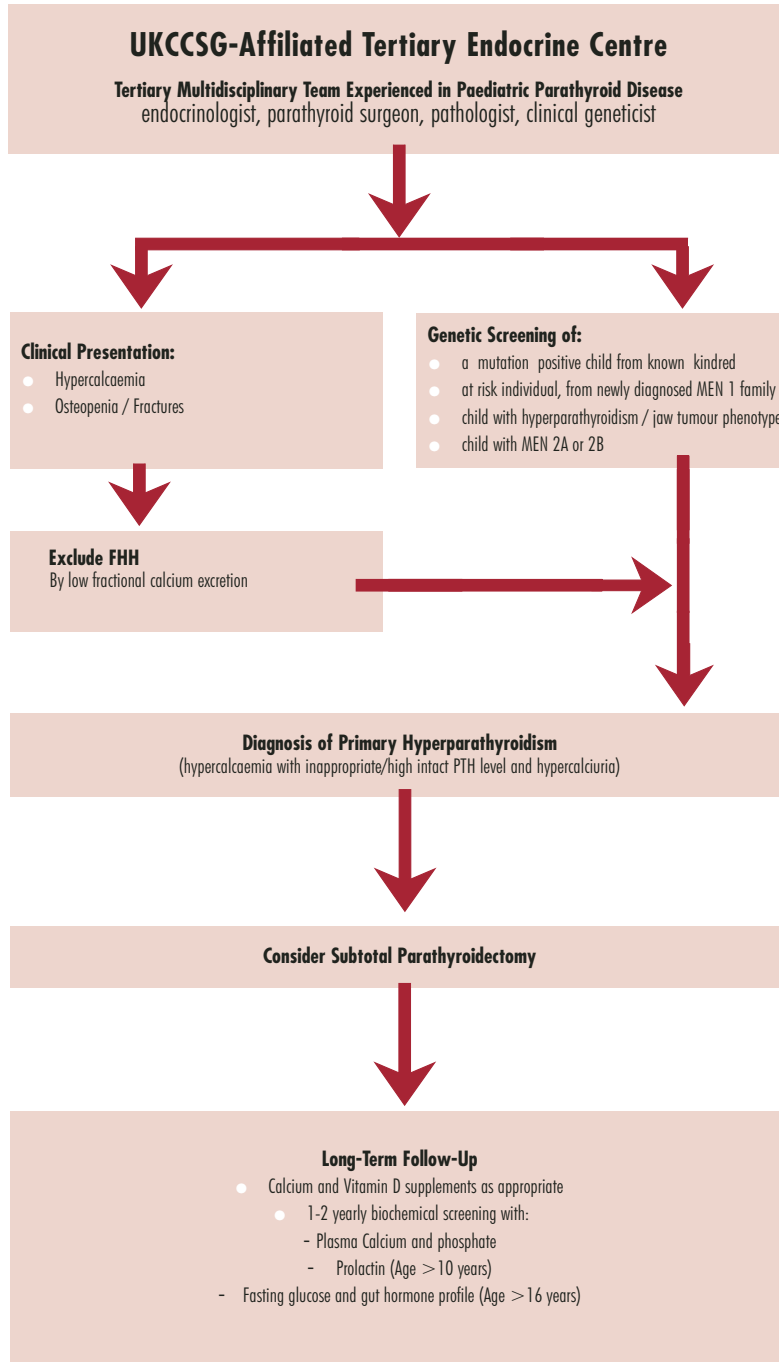 UKCCSG-Affiliated Tertiary Endocrine Centre
Tertiary Multidisciplinary Team Experienced in Paediatric Parathyroid Disease
endocrinologist, parathyroid surgeon, pathologist, clinical geneticist
Clinical Presentation:
Hypercalcaemia
Osteopenia / Fractures
Genetic Screening of:
a mutation positive child from known kindred
at risk individual, from newly diagnosed MEN 1 family
child with hyperparathyroidism / jaw tumour phenotype
child with MEN 2A or 2B
Exclude FHH
By low fractional calcium excretion
Diagnosis of Primary Hyperparathyroidism
(hypercalcaemia with inappropriate/high intact PTH level and hypercalciuria)
Consider Subtotal Parathyroidectomy
Long-Term Follow-Up
Calcium and Vitamin D supplements as appropriate
1-2 yearly biochemical screening with:
- Plasma Calcium and phosphate
- Prolactin (Age >10 years)
- Fasting glucose and gut hormone profile (Age >16 years)